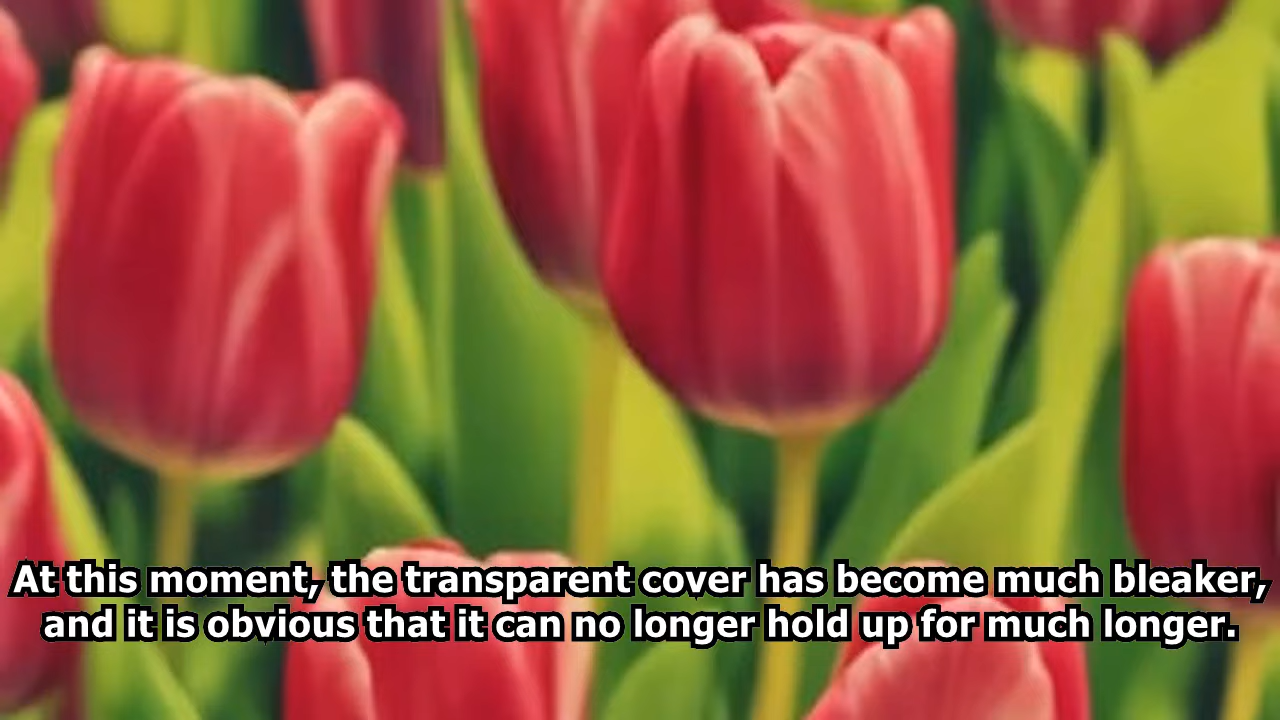 At this moment, the transparent cover has become much bleaker,
and it is obvious that it can no longer hold up for much longer.